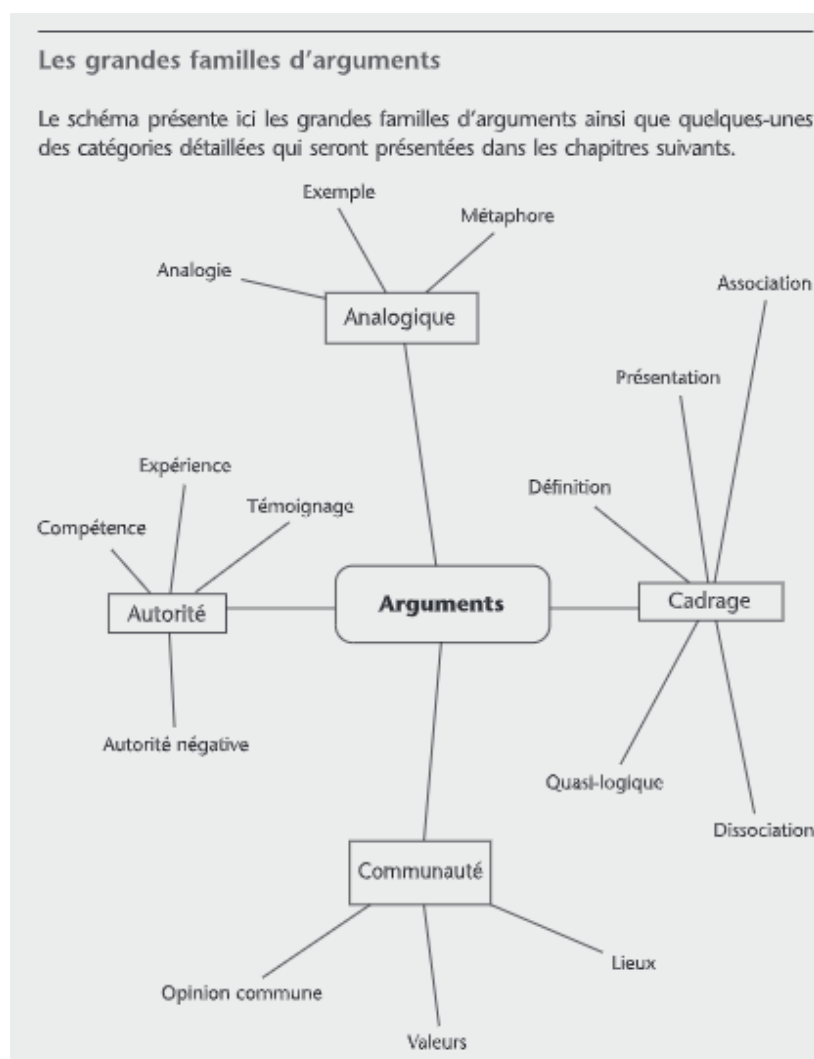 Les grandes familles d'arguments
Le schéma présente ici les grandes familles d'arguments ainsi que quelques-unes
des catégories détaillées qui seront présentées dans les chapitres suivants.
Exemple
Métaphore
Analogie
Association
Analogique
Présentation
Expérience
Définition
Témoignage
Compétence
Arguments
Cadrage
Autorité
Autorité négative
Quasi-logique
Dissociation
Communauté
Lieux
Opinion commune
Valeurs